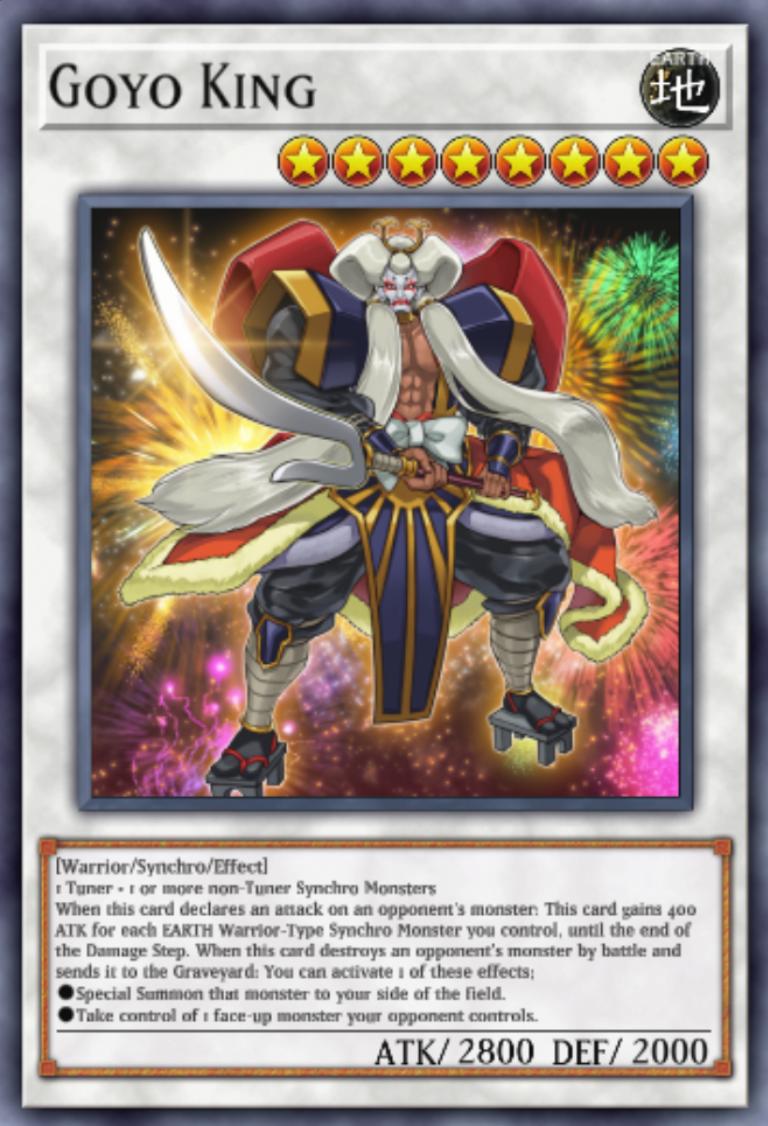 Goyo King
EARTH
地
[Warrior/Synchro/Effect]
1 Tuner + 1 or more non-Tuner Synchro Monsters
When this card declares an attack on an opponent's monster: This card gains 400
ATK for each EARTH Warrior-Type Synchro Monster you control, until the end of
the Damage Step. When this card destroys an opponent's monster by battle and
sends it to the Graveyard: You can activate 1 of these effects;
●Special Summon that monster to your side of the field.
●Take control of 1 face-up monster your opponent controls.
ATK/ 2800 DEF/ 2000